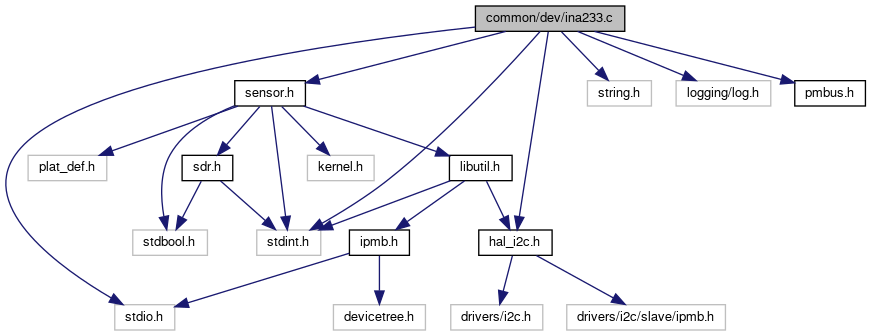 common/dev/ina233.c
sensor.h
string.h
logging/log.h
pmbus.h
plat_def.h
sdr.h
kernel.h
libutil.h
stdbool.h
stdint.h
ipmb.h
hal_i2c.h
stdio.h
devicetree.h
drivers/i2c.h
drivers/i2c/slave/ipmb.h